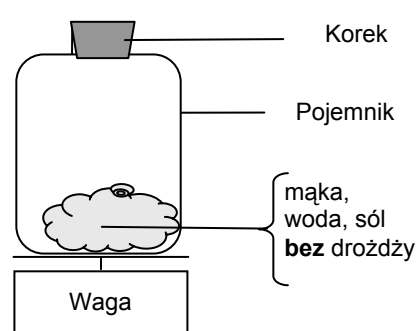 Korek
Pojemnik
mąka,
woda, sól
bez drożdży
Waga